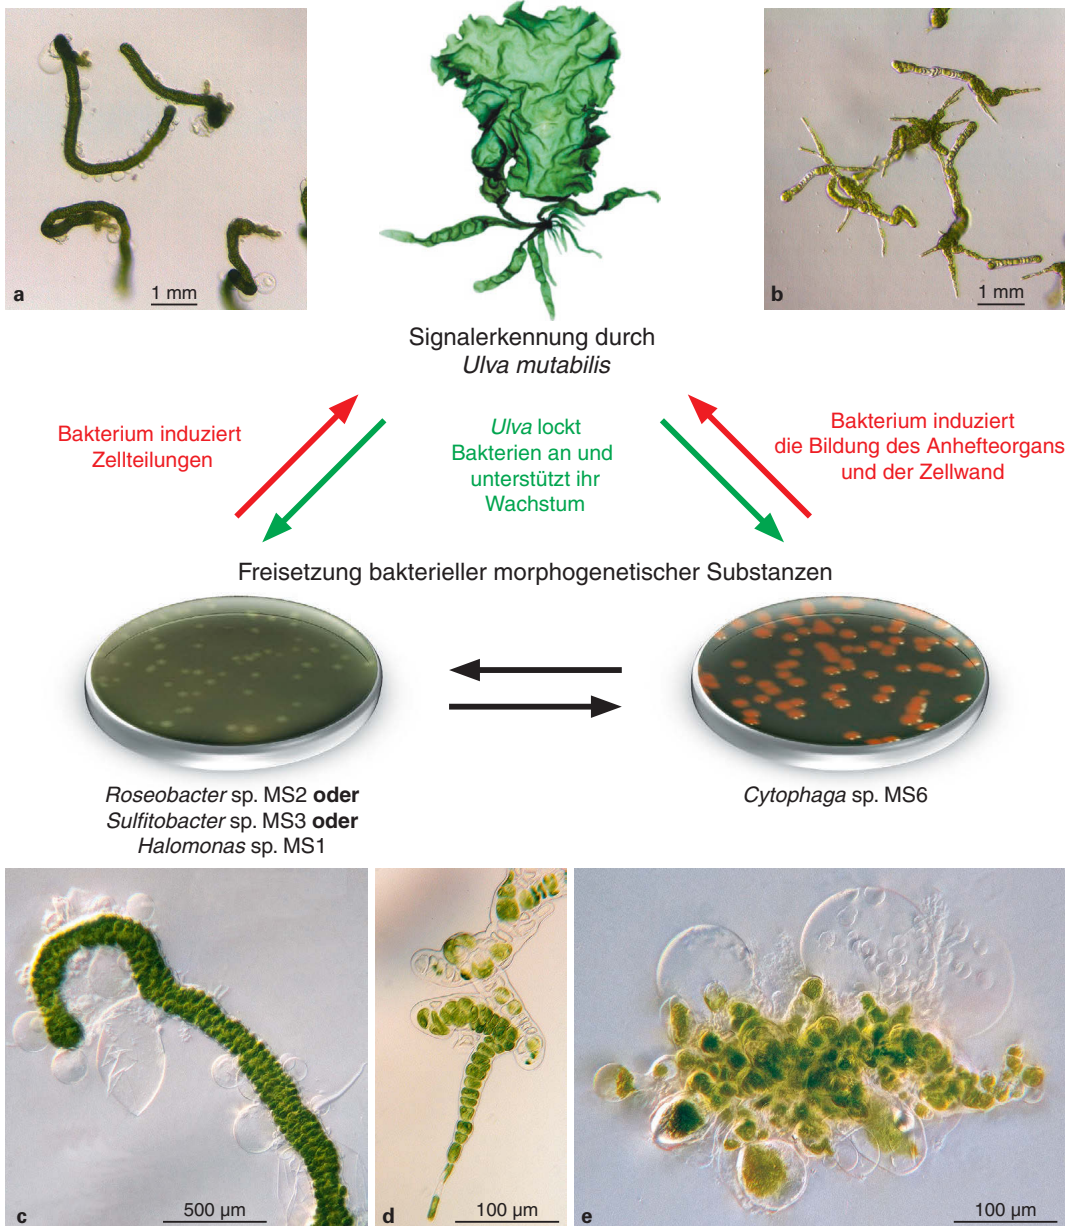 a
1 mm
b
1 mm
Signalerkennung durch
Ulva mutabilis
Bakterium induziert
Zellteilungen
Ulva lockt
Bakterien an und
unterstützt ihr
Wachstum
Bakterium induziert
die Bildung des Anhefteorgans
und der Zellwand
Freisetzung bakterieller morphogenetischer Substanzen
Roseobacter sp. MS2 oder
Sulfitobacter sp. MS3 oder
Halomonas sp. MS1
Cytophaga sp. MS6
c
500 µm
d
100 µm
e
100 µm